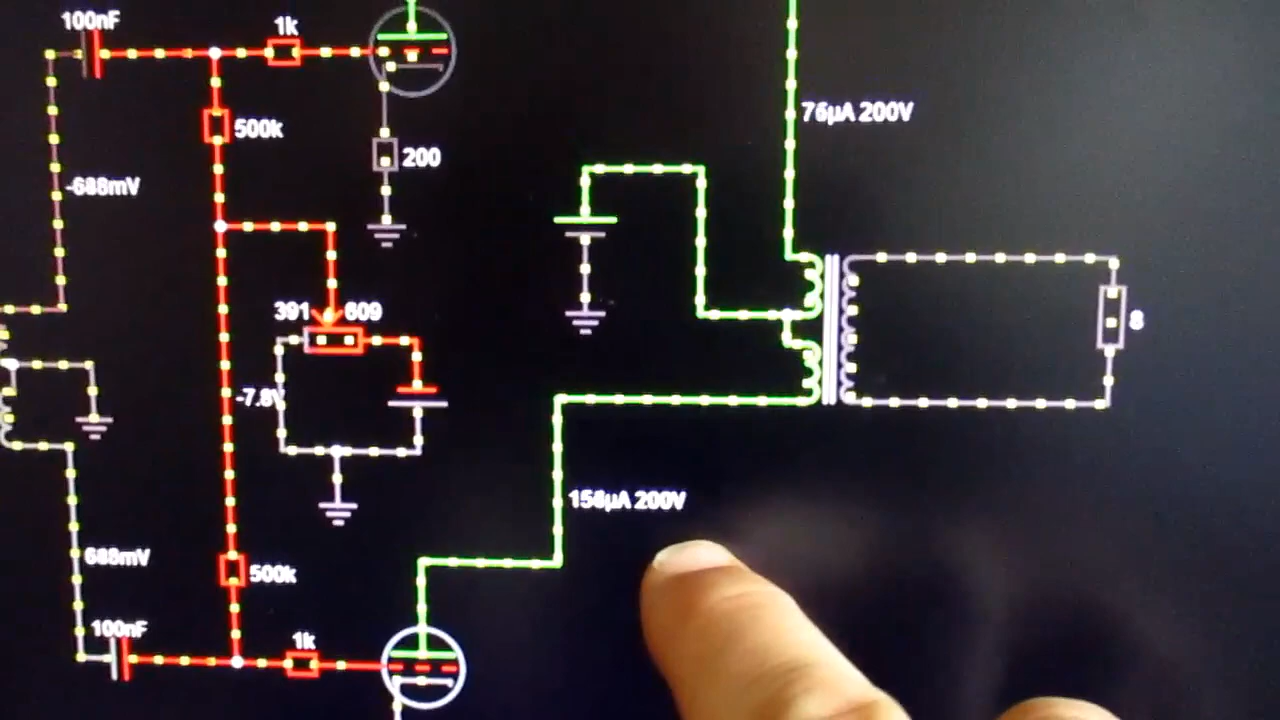 100nF
1k
76µA 200V
500k
200
-688mV
391 609
8
-7.8V
156µA 200V
688mV
500k
100nF
1k